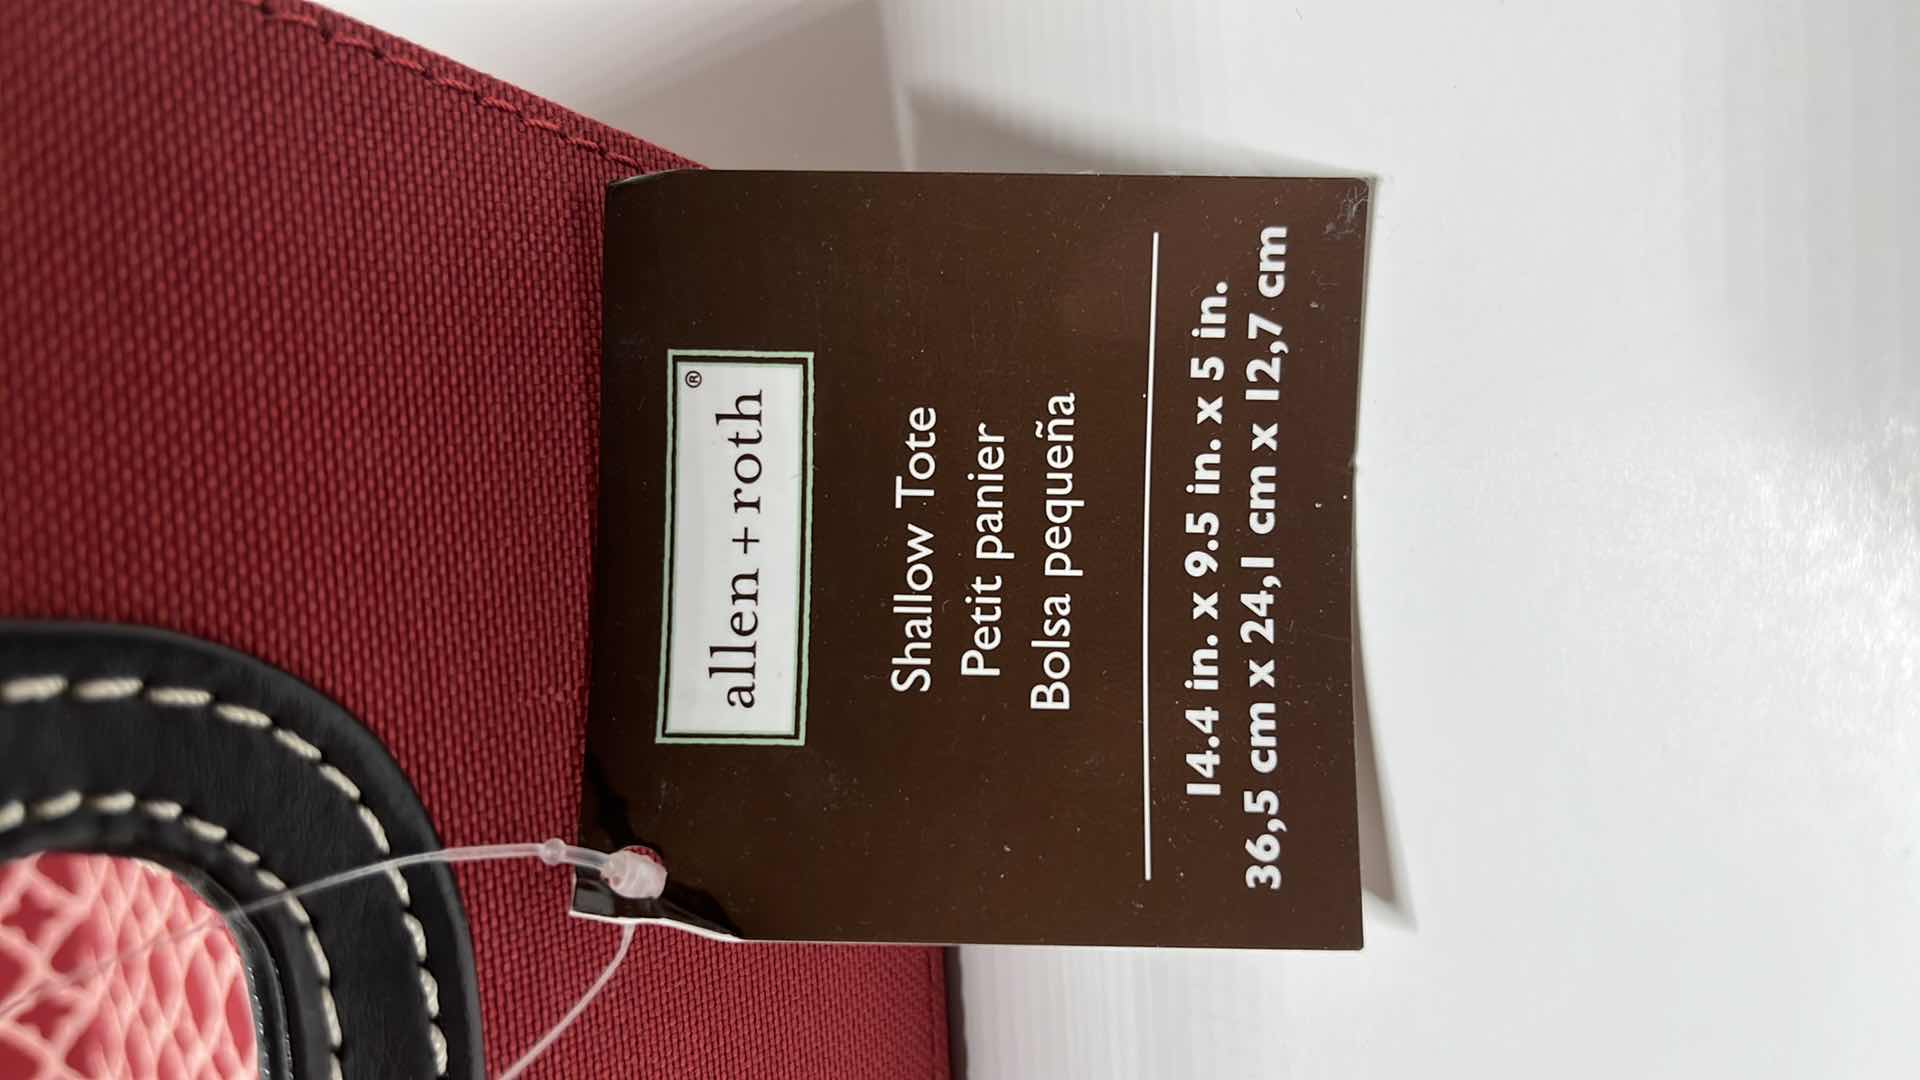 allen + roth®
Shallow Tote
Petit panier
Bolsa pequeña
14.4 in. x 9.5 in. x 5 in.
36,5 cm x 24,1 cm x 12,7 cm